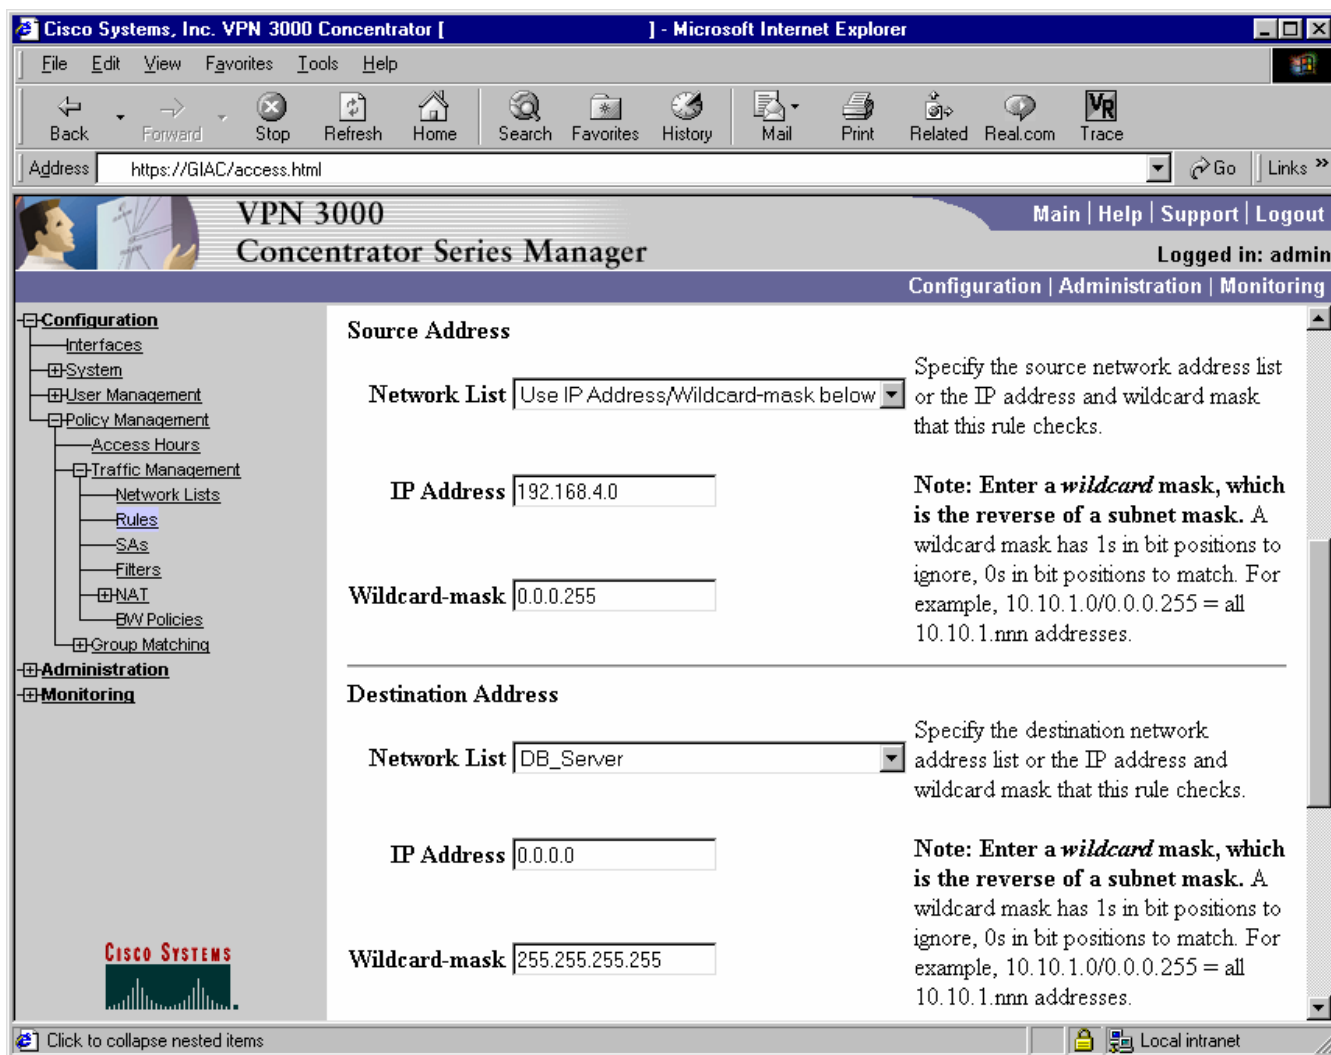 Cisco Systems, Inc. VPN 3000 Concentrator [ ] - Microsoft Internet Explorer
File Edit View Favorites Tools Help
Back Forward Stop Refresh Home Search Favorites History Mail Print Related Real.com Trace
Address https://GIAC/access.html Go Links »
VPN 3000
Concentrator Series Manager
Main | Help | Support | Logout
Logged in: admin
Configuration | Administration | Monitoring
Configuration
Interfaces
System
User Management
Policy Management
Access Hours
Traffic Management
Network Lists
Rules
SAs
Filters
NAT
BW Policies
Group Matching
Administration
Monitoring
CISCO SYSTEMS
Source Address
Network List Use IP Address/Wildcard-mask below
Specify the source network address list
or the IP address and wildcard mask
that this rule checks.
IP Address 192.168.4.0
Wildcard-mask 0.0.0.255
Note: Enter a wildcard mask, which
is the reverse of a subnet mask. A
wildcard mask has 1s in bit positions to
ignore, 0s in bit positions to match. For
example, 10.10.1.0/0.0.0.255 = all
10.10.1.nnn addresses.
Destination Address
Network List DB_Server
Specify the destination network
address list or the IP address and
wildcard mask that this rule checks.
IP Address 0.0.0.0
Wildcard-mask 255.255.255.255
Note: Enter a wildcard mask, which
is the reverse of a subnet mask. A
wildcard mask has 1s in bit positions to
ignore, 0s in bit positions to match. For
example, 10.10.1.0/0.0.0.255 = all
10.10.1.nnn addresses.
Click to collapse nested items
Local intranet